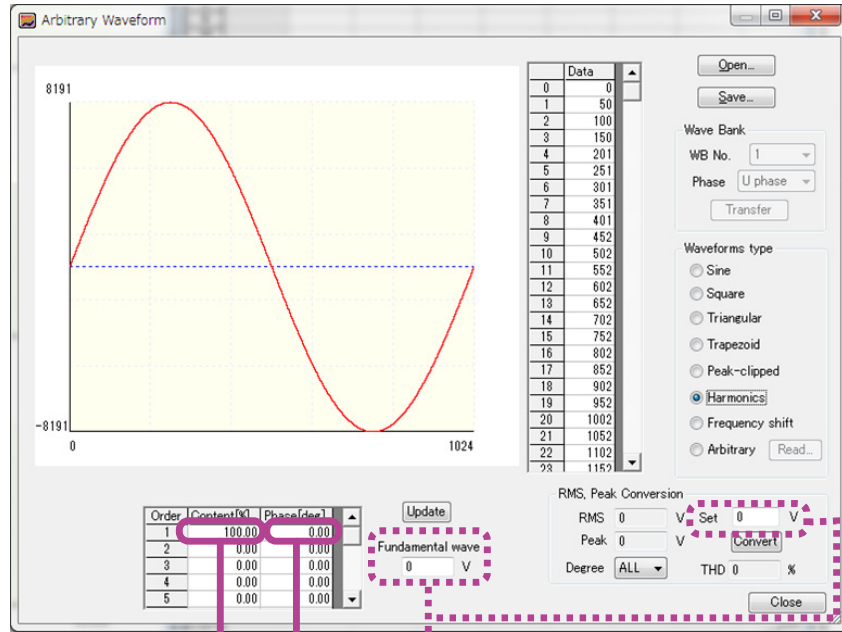 Arbitrary Waveform
8191
-8191
0
1024
Data
0 0
1 50
2 100
3 150
4 201
5 251
6 301
7 351
8 401
9 452
10 502
11 552
12 602
13 652
14 702
15 752
16 802
17 852
18 902
19 952
20 1002
21 1052
22 1102
23 1152
Open...
Save...
Wave Bank
WB No. 1
Phase U phase
Transfer
Waveforms type
Sine
Square
Triangular
Trapezoid
Peak-clipped
Harmonics
Frequency shift
Arbitrary Read...
Order Content[%] Phase[deg]
1 100.00 0.00
2 0.00 0.00
3 0.00 0.00
4 0.00 0.00
5 0.00 0.00
Update
Fundamental wave
0 V
RMS, Peak Conversion
RMS 0 V Set 0 V
Peak 0 V Convert
Degree ALL THD 0 %
Close